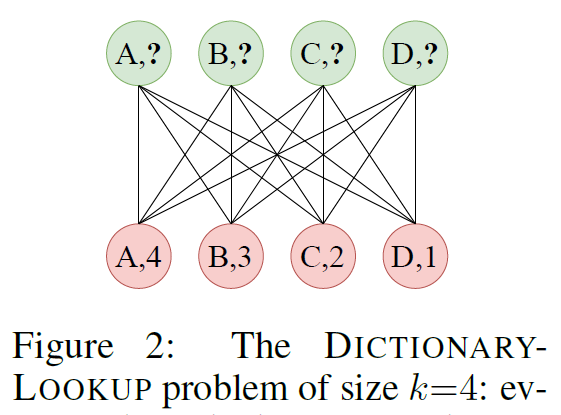 A,? B,? C,? D,?
A,4 B,3 C,2 D,1
Figure 2: The DICTIONARY-
LOOKUP problem of size k=4: ev-